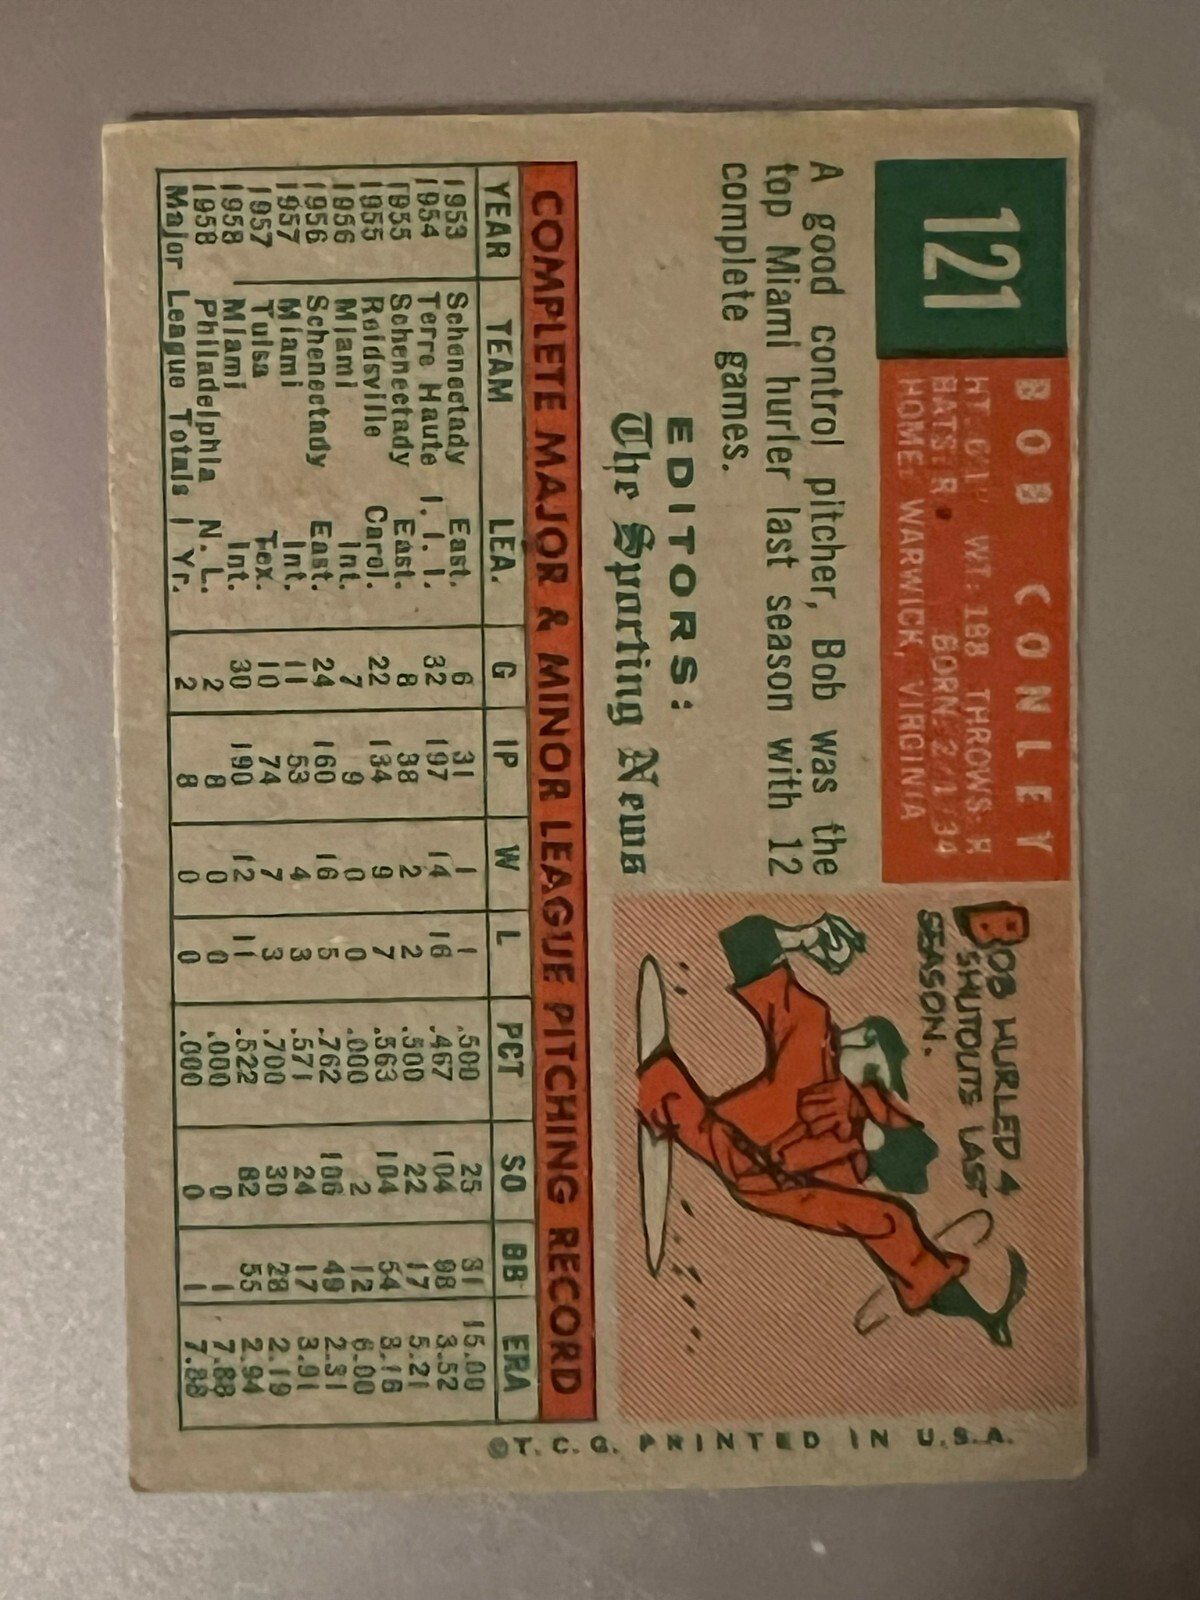 121
BOB CONLEY
HT: 6'1" WT: 188 THROWS: R
BATS: R. BORN: 2/1/34
HOME: WARWICK, VIRGINIA
A good control pitcher, Bob was the
top Miami hurler last season with 12
complete games.
EDITORS:
The Sporting News
BOB HURLED 4
SHUTOUTS LAST
SEASON.
COMPLETE MAJOR & MINOR LEAGUE PITCHING RECORD
YEAR TEAM LEA. G IP W L PCT SO BB ERA
1953 Schenectady East. 6 31 1 1 .500 25 31 15.00
1954 Terre Haute I. I. I. 32 197 14 16 .467 104 98 3.52
1955 Schenectady East. 8 38 2 2 .500 22 17 5.21
1955 Reidsville Carol. 22 134 9 7 .563 104 54 3.16
1956 Miami Int. 7 9 0 0 .000 2 12 6.00
1956 Schenectady East. 24 160 16 5 .762 106 49 2.31
1957 Miami Int. 11 53 4 3 .571 24 17 3.91
1957 Tulsa Tex. 10 74 7 3 .700 30 28 2.19
1958 Miami Int. 30 190 12 11 .522 82 55 2.94
1958 Philadelphia N. L. 2 8 0 0 .000 0 1 7.88
Major League Totals 1 Yr. 2 8 0 0 .000 0 1 7.88
©T. C. G. PRINTED IN U.S.A.